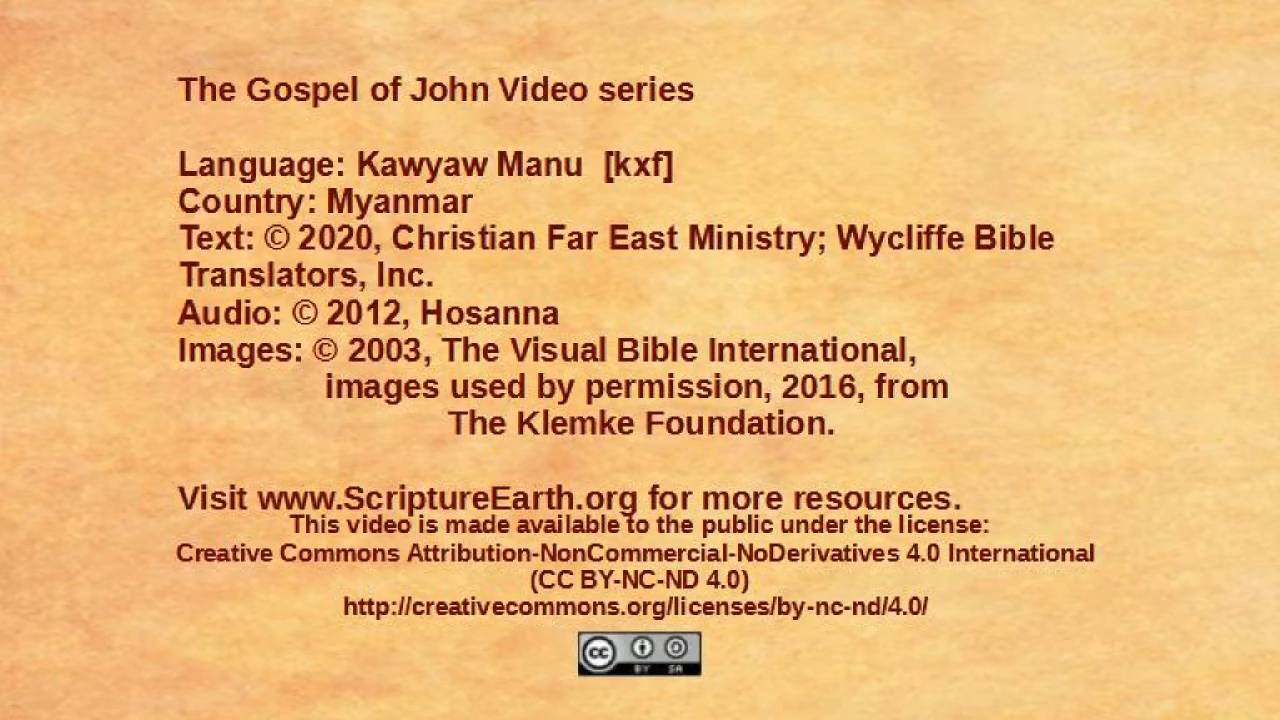 The Gospel of John Video series
Language: Kawyaw Manu [kxf]
Country: Myanmar
Text: © 2020, Christian Far East Ministry; Wycliffe Bible
Translators, Inc.
Audio: © 2012, Hosanna
Images: © 2003, The Visual Bible International,
images used by permission, 2016, from
The Klemke Foundation.
Visit www.ScriptureEarth.org for more resources.
This video is made available to the public under the license:
Creative Commons Attribution-NonCommercial-NoDerivatives 4.0 International
(CC BY-NC-ND 4.0)
http://creativecommons.org/licenses/by-nc-nd/4.0/
cc BY SA